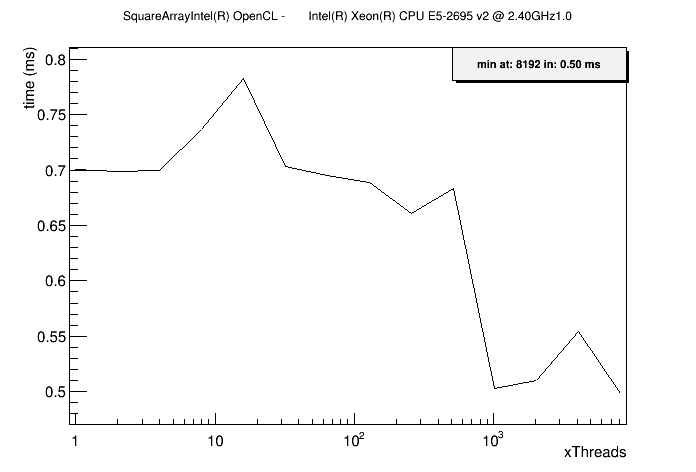 SquareArrayIntel(R) OpenCL - Intel(R) Xeon(R) CPU E5-2695 v2 @ 2.40GHz1.0
min at: 8192 in: 0.50 ms
time (ms)
0.8
0.75
0.7
0.65
0.6
0.55
0.5
1 10 10² 10³
xThreads